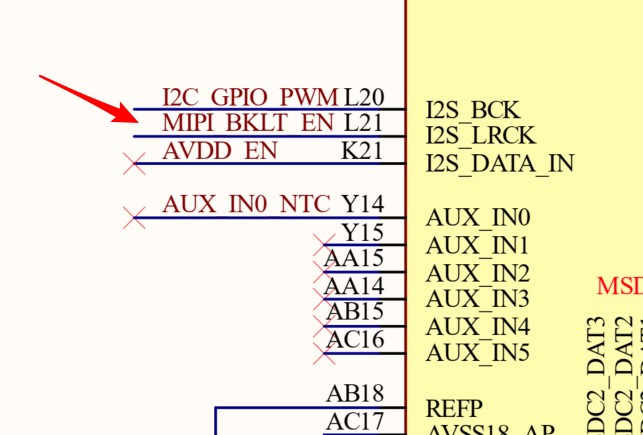 I2C_GPIO_PWM L20 I2S_BCK
MIPI_BKLT_EN L21 I2S_LRCK
AVDD_EN K21 I2S_DATA_IN
AUX_IN0_NTC Y14 AUX_IN0
Y15 AUX_IN1
AA15 AUX_IN2
AA14 AUX_IN3
AB15 AUX_IN4
AC16 AUX_IN5
AB18 REFP
AC17
MSD
DC2_DAT3
DC2_DAT2